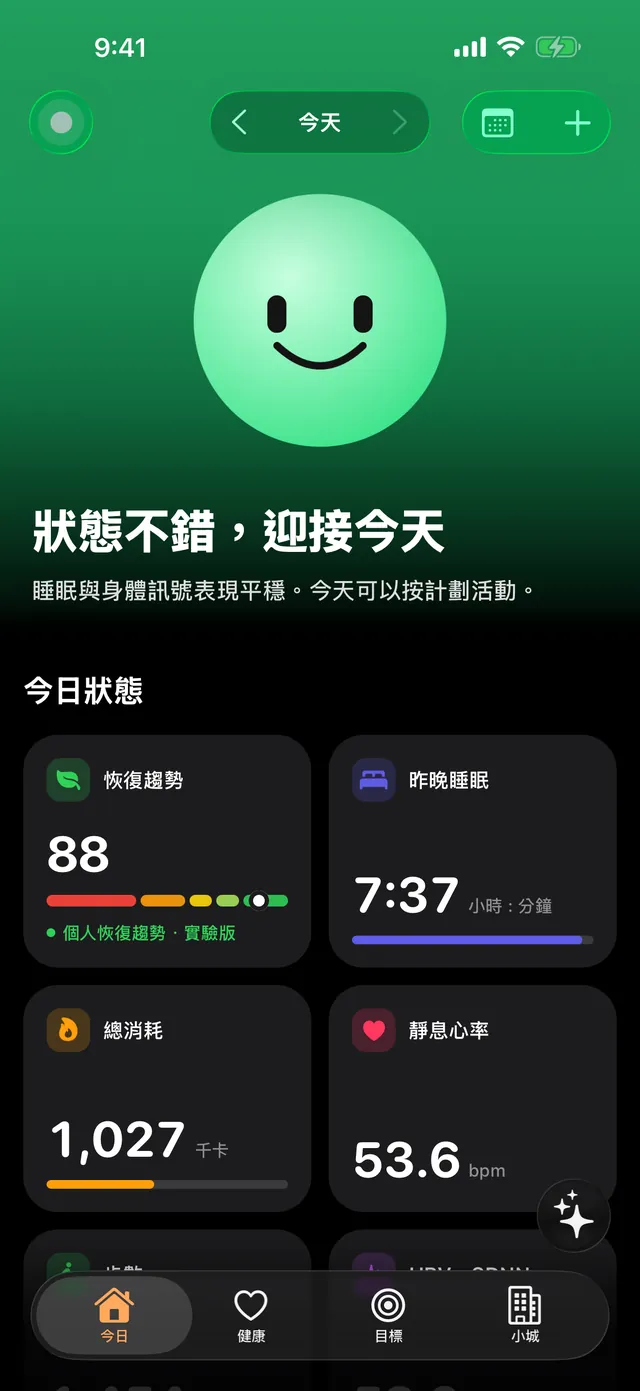 9:41
今天
狀態不錯，迎接今天
睡眠與身體訊號表現平穩。今天可以按計劃活動。
今日狀態
恢復趨勢
88
個人恢復趨勢 · 實驗版
昨晚睡眠
7:37 小時 : 分鐘
總消耗
1,027 千卡
靜息心率
53.6 bpm
今日
健康
目標
小城